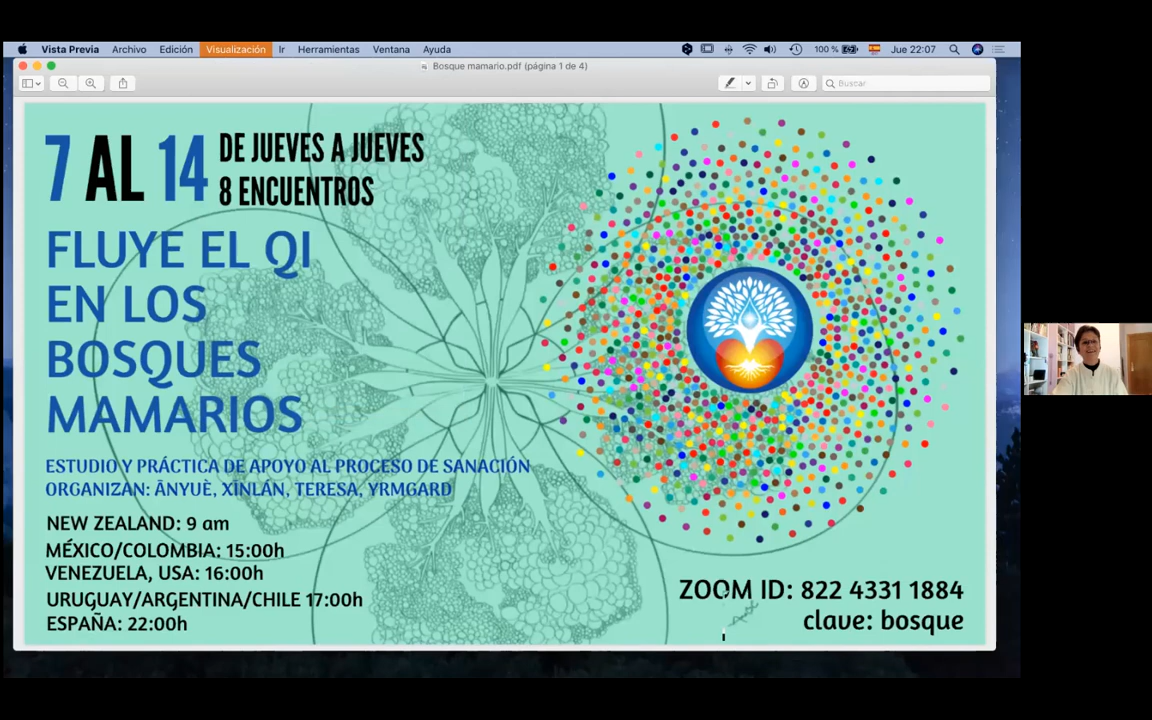 Vista Previa Archivo Edición Visualización Ir Herramientas Ventana Ayuda 100 % Jue 22:07
Bosque mamario.pdf (página 1 de 4)
Buscar
7 AL 14 DE JUEVES A JUEVES
8 ENCUENTROS
FLUYE EL QI
EN LOS
BOSQUES
MAMARIOS
ESTUDIO Y PRÁCTICA DE APOYO AL PROCESO DE SANACIÓN
ORGANIZAN: ĀNYUÈ, XĪNLÁN, TERESA, YRMGARD
NEW ZEALAND: 9 am
MÉXICO/COLOMBIA: 15:00h
VENEZUELA, USA: 16:00h
URUGUAY/ARGENTINA/CHILE 17:00h
ESPAÑA: 22:00h
ZOOM ID: 822 4331 1884
clave: bosque